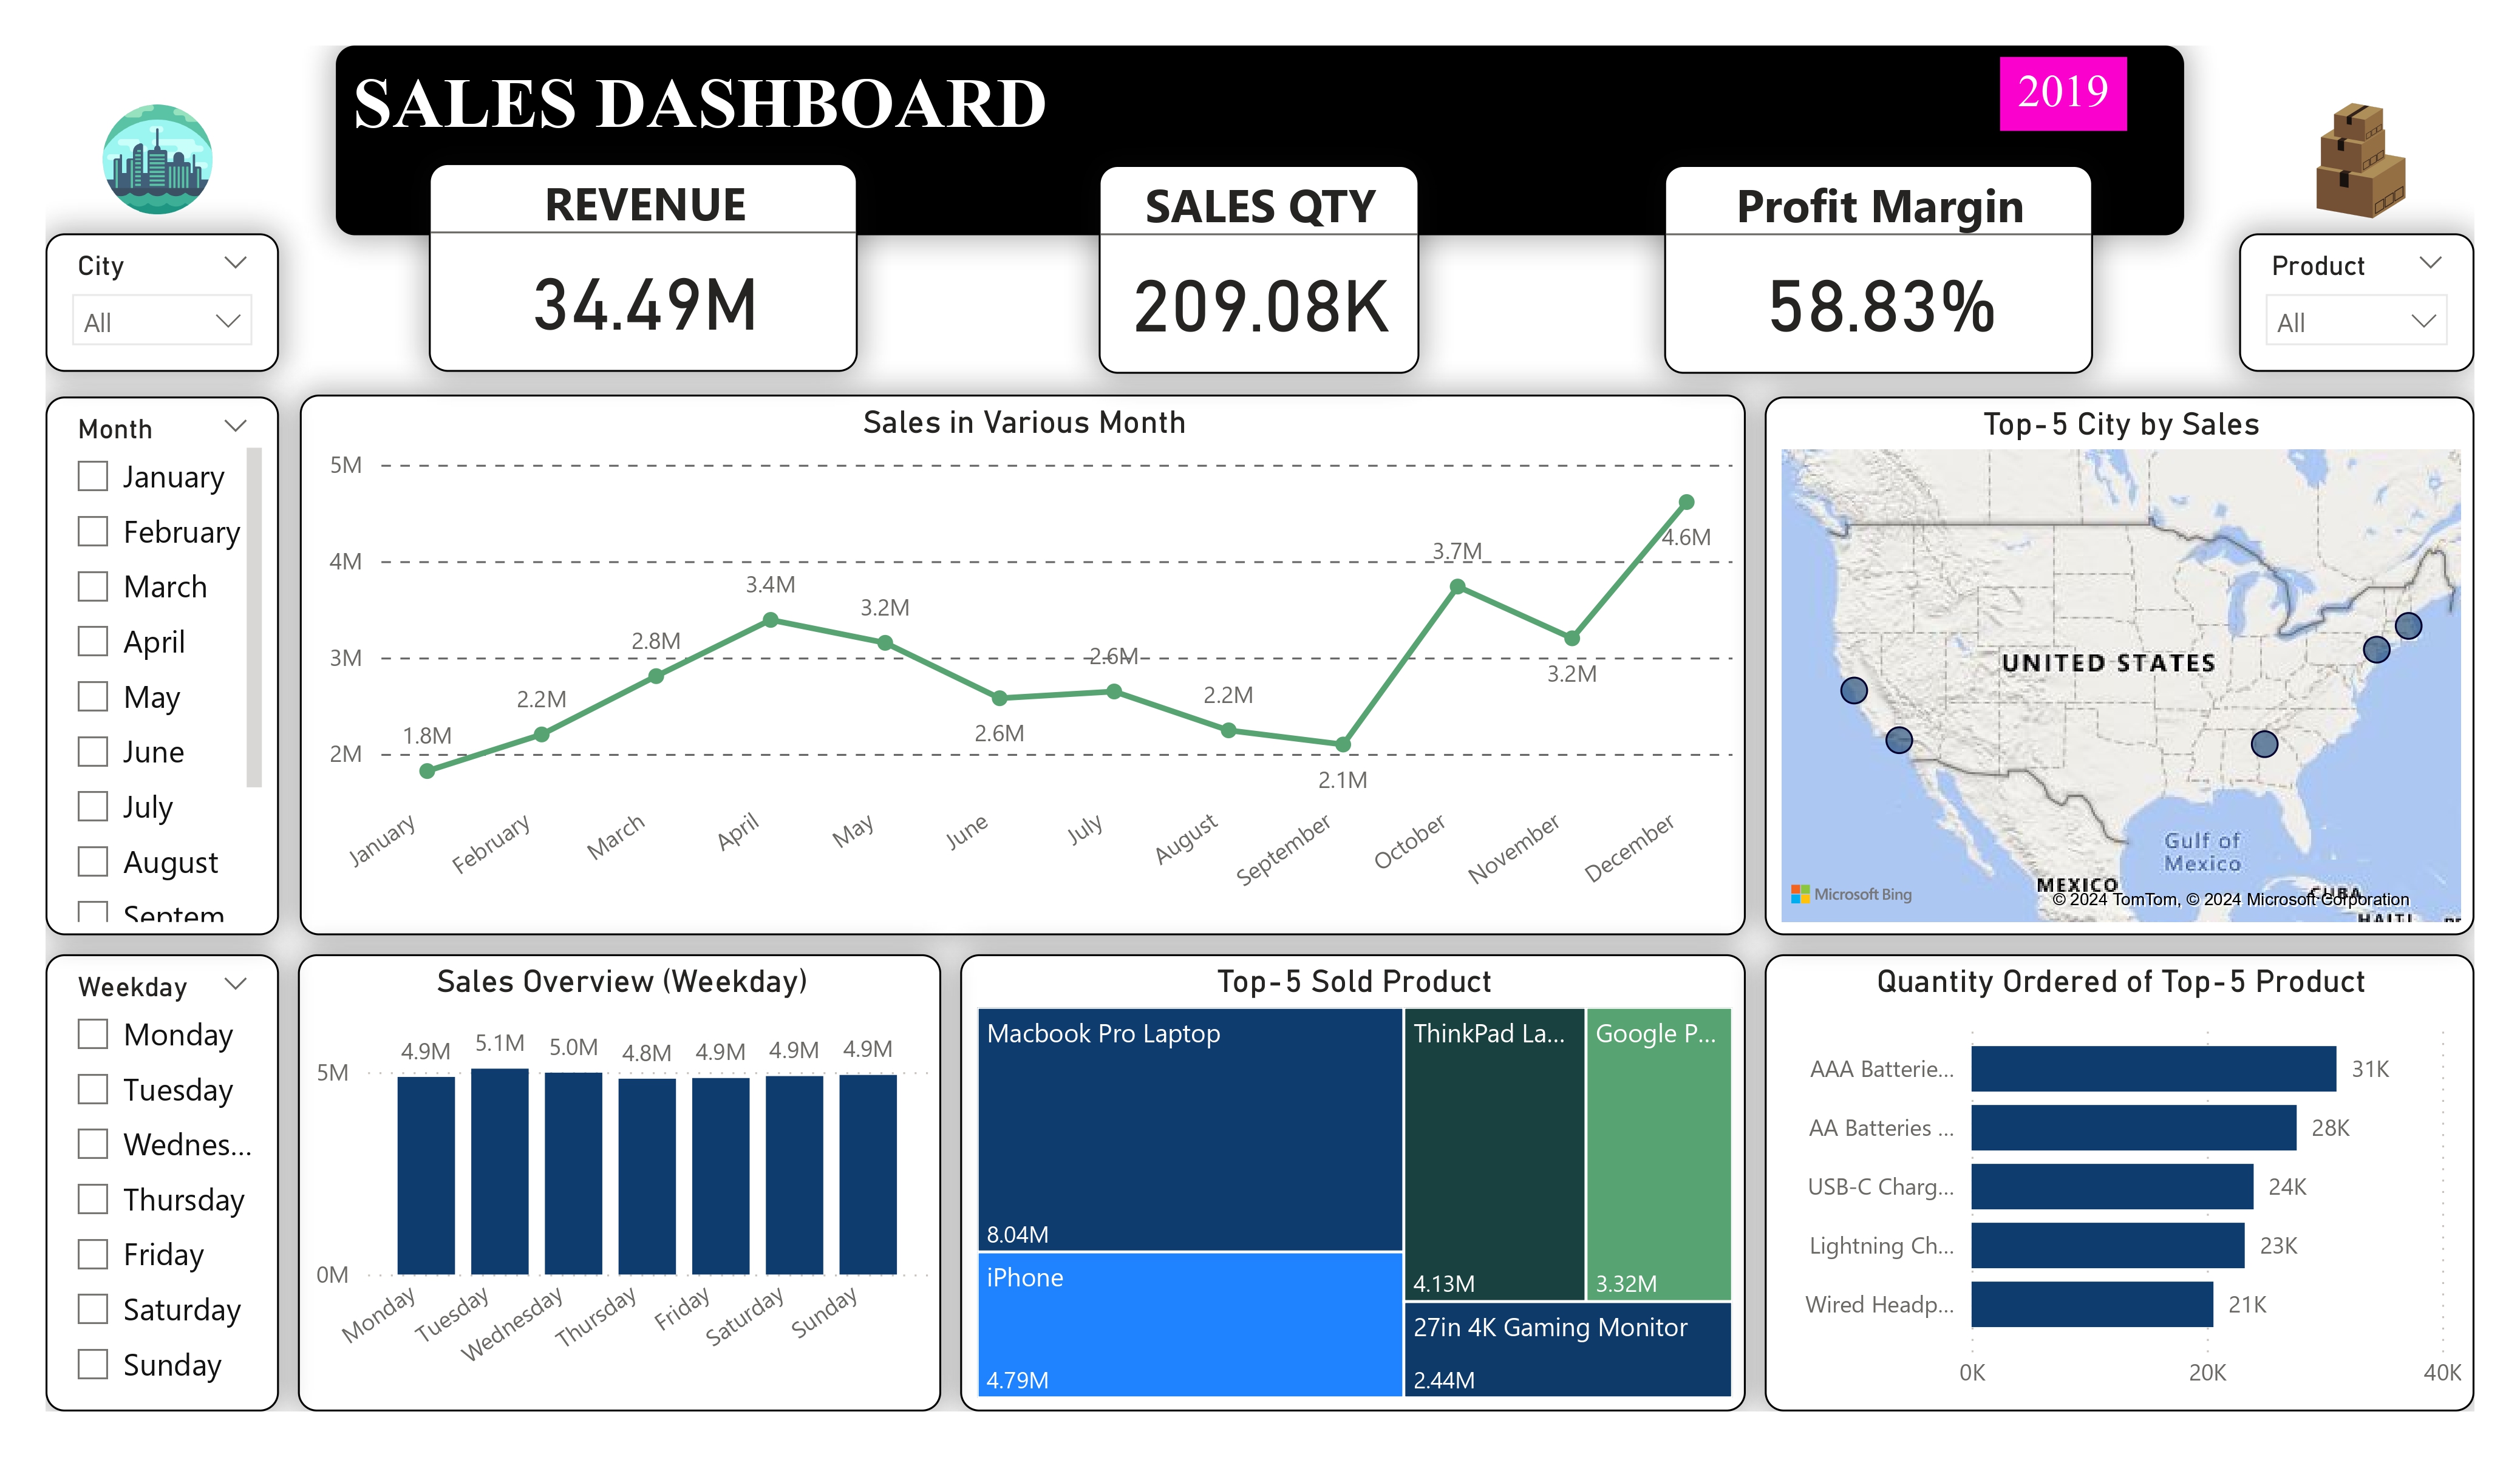 SALES DASHBOARD
2019
REVENUE
34.49M
SALES QTY
209.08K
Profit Margin
58.83%
City
All
Product
All
Month
January
February
March
April
May
June
July
August
Septem
Sales in Various Month
5M
4M
3M
2M
1.8M
2.2M
2.8M
3.4M
3.2M
2.6M
2.6M
2.2M
2.1M
3.7M
3.2M
4.6M
January
February
March
April
May
June
July
August
September
October
November
December
Top-5 City by Sales
UNITED STATES
Gulf of
Mexico
MEXICO
CUBA
Microsoft Bing
© 2024 TomTom, © 2024 Microsoft Corporation
HAITI
Weekday
Monday
Tuesday
Wednes...
Thursday
Friday
Saturday
Sunday
Sales Overview (Weekday)
5M
0M
4.9M
5.1M
5.0M
4.8M
4.9M
4.9M
4.9M
Monday
Tuesday
Wednesday
Thursday
Friday
Saturday
Sunday
Top-5 Sold Product
Macbook Pro Laptop
8.04M
iPhone
4.79M
ThinkPad La...
4.13M
Google P...
3.32M
27in 4K Gaming Monitor
2.44M
Quantity Ordered of Top-5 Product
AAA Batterie... 31K
AA Batteries ... 28K
USB-C Charg... 24K
Lightning Ch... 23K
Wired Headp... 21K
0K 20K 40K